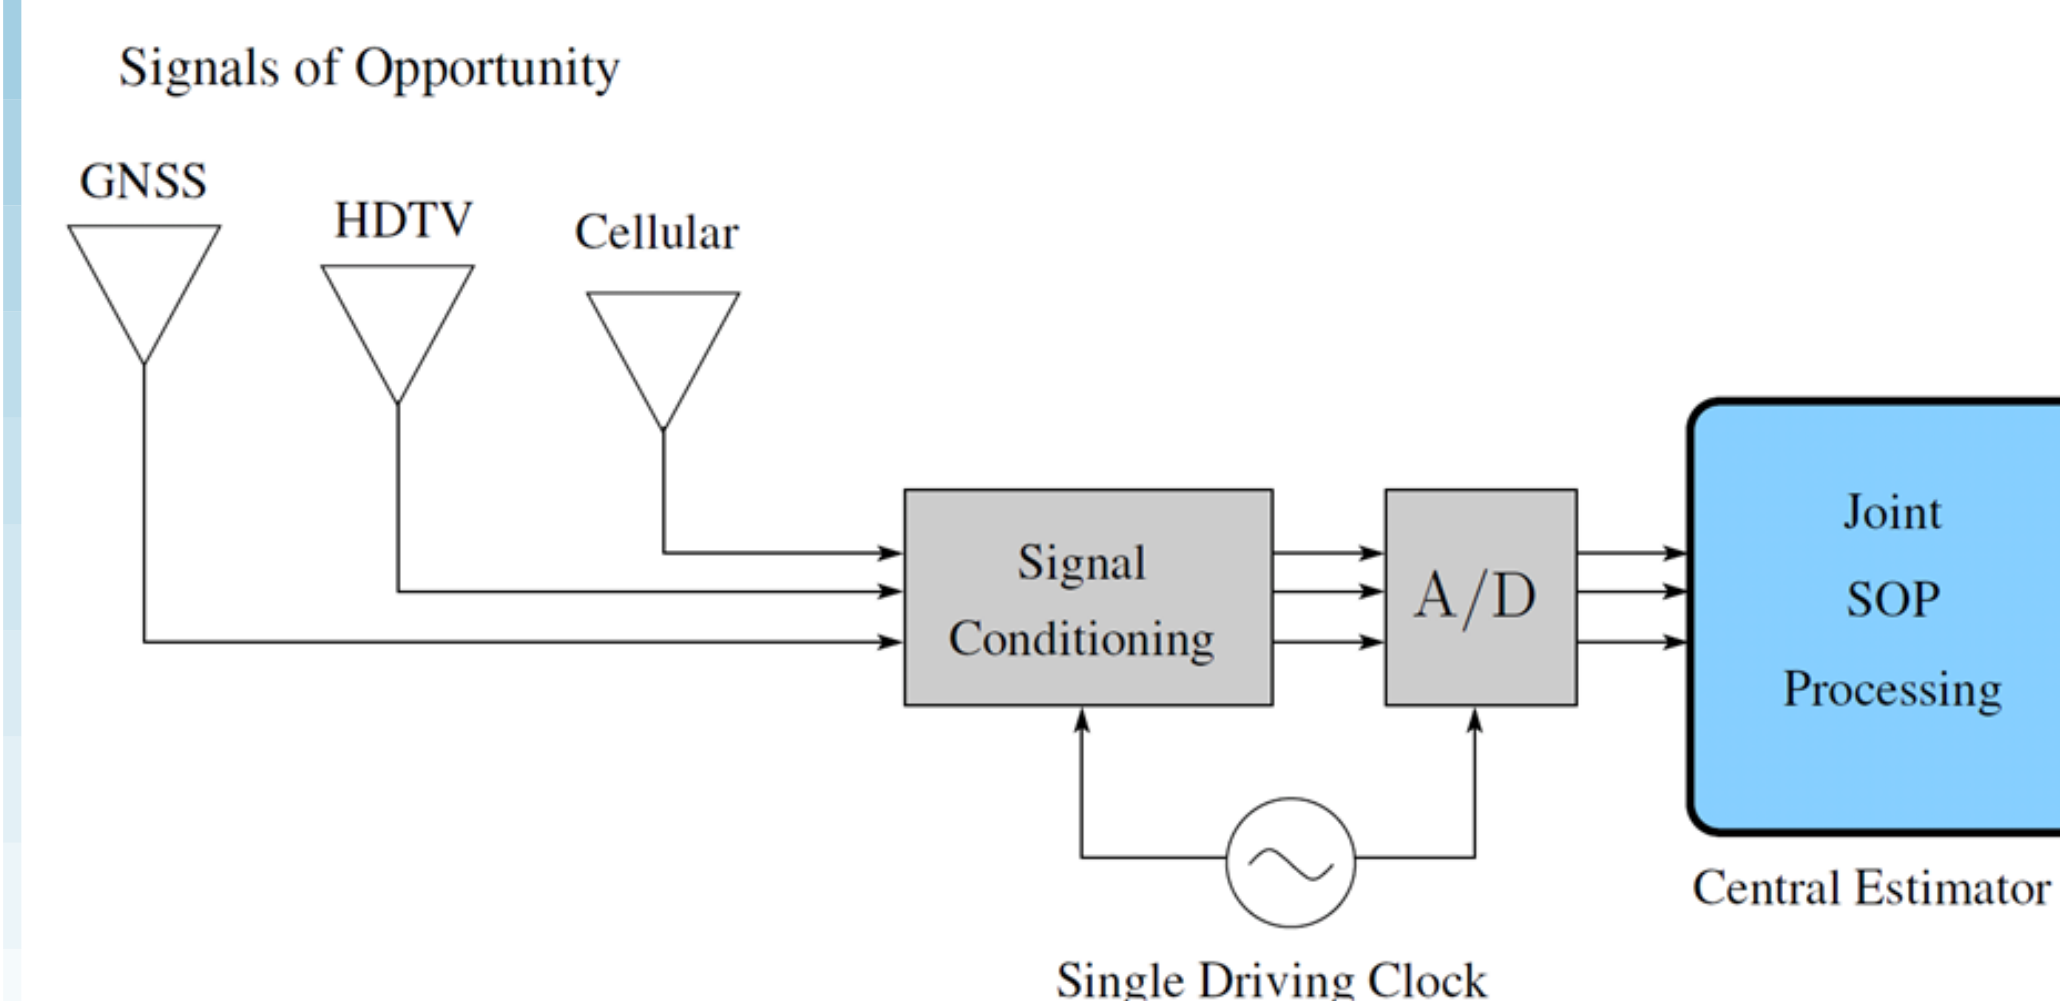 Signals of Opportunity
GNSS
HDTV
Cellular
Signal
Conditioning
A/D
Joint
SOP
Processing
Central Estimator
Single Driving Clock